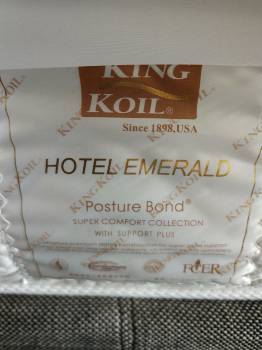 KING
KOIL®
Since 1898,USA
HOTEL EMERALD
Posture Bond®
SUPER COMFORT COLLECTION
WITH SUPPORT PLUS